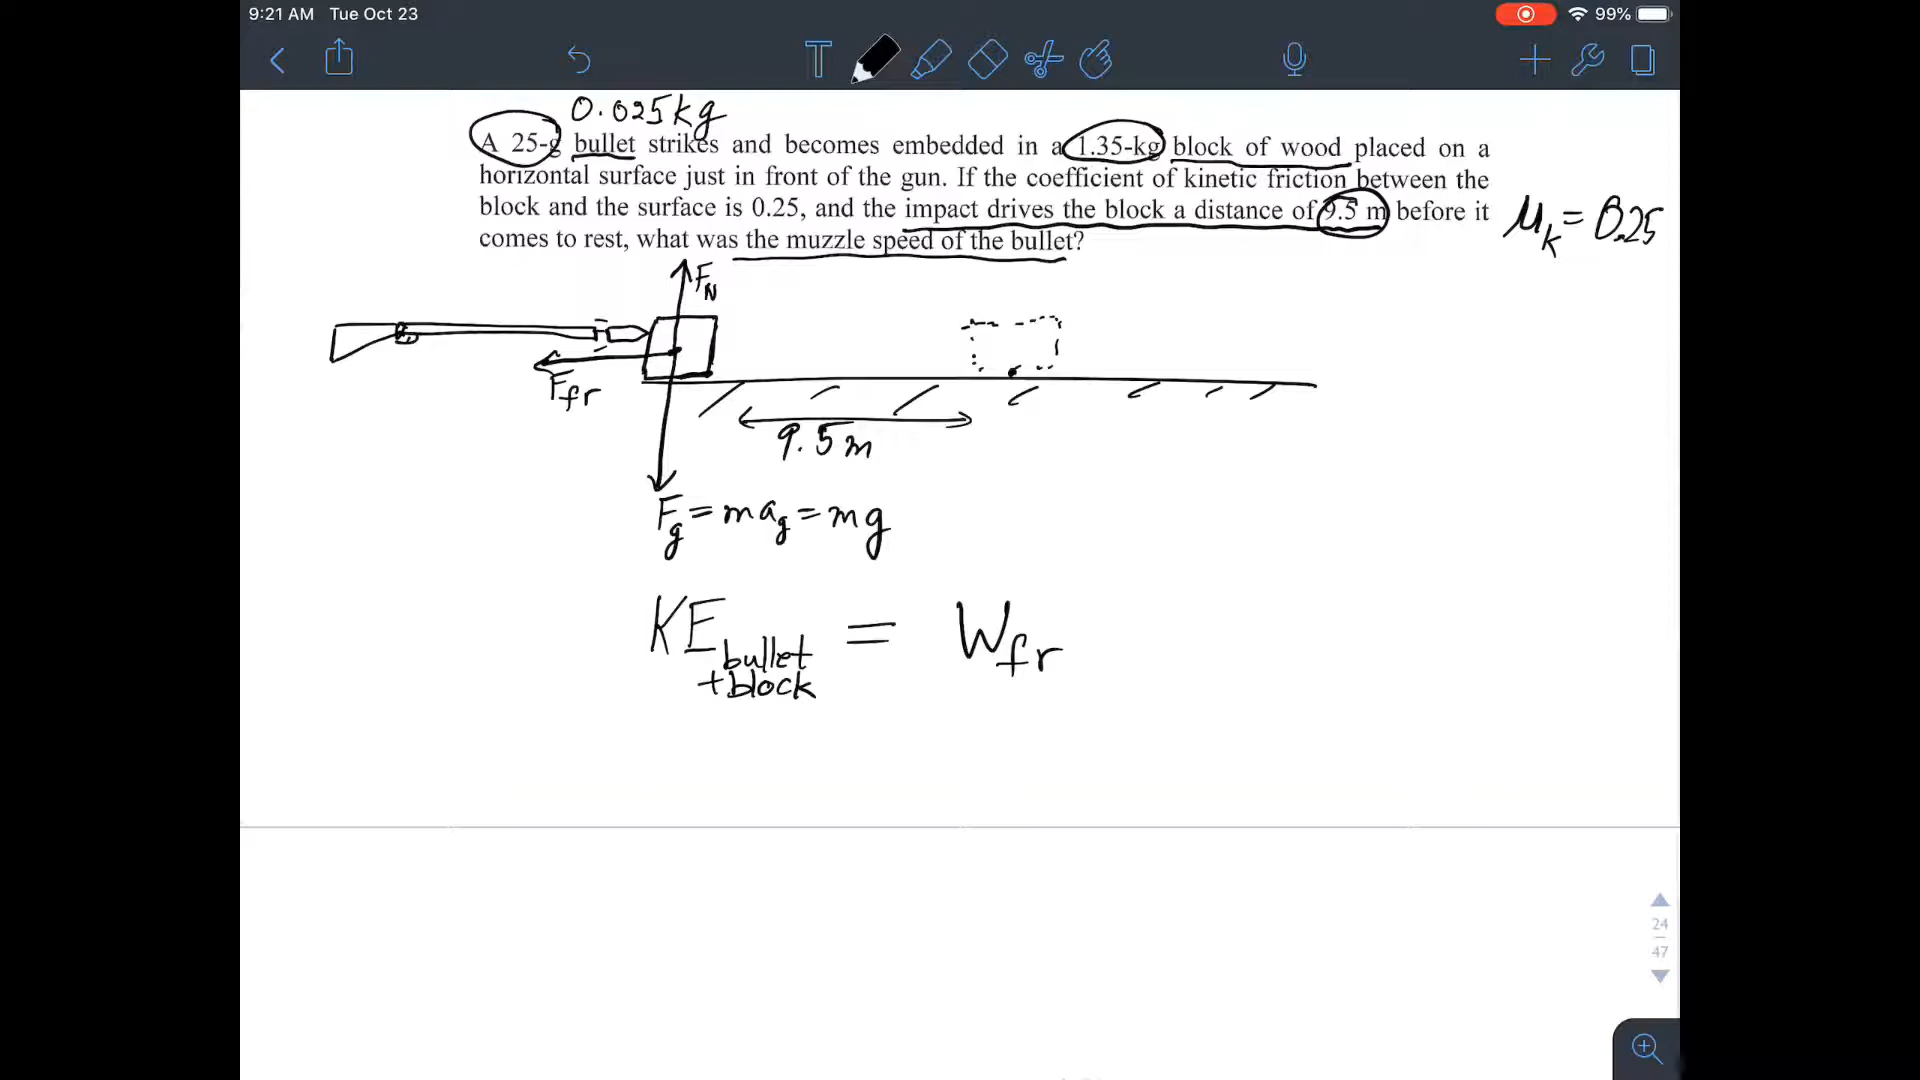 9:21 AM Tue Oct 23
99%
T
0.025kg
A 25-g bullet strikes and becomes embedded in a 1.35-kg block of wood placed on a
horizontal surface just in front of the gun. If the coefficient of kinetic friction between the
block and the surface is 0.25, and the impact drives the block a distance of 9.5 m before it
comes to rest, what was the muzzle speed of the bullet?
μk = 0.25
FN
Ffr
9.5 m
Fg = mag = mg
KE bullet + block = Wfr
24
47